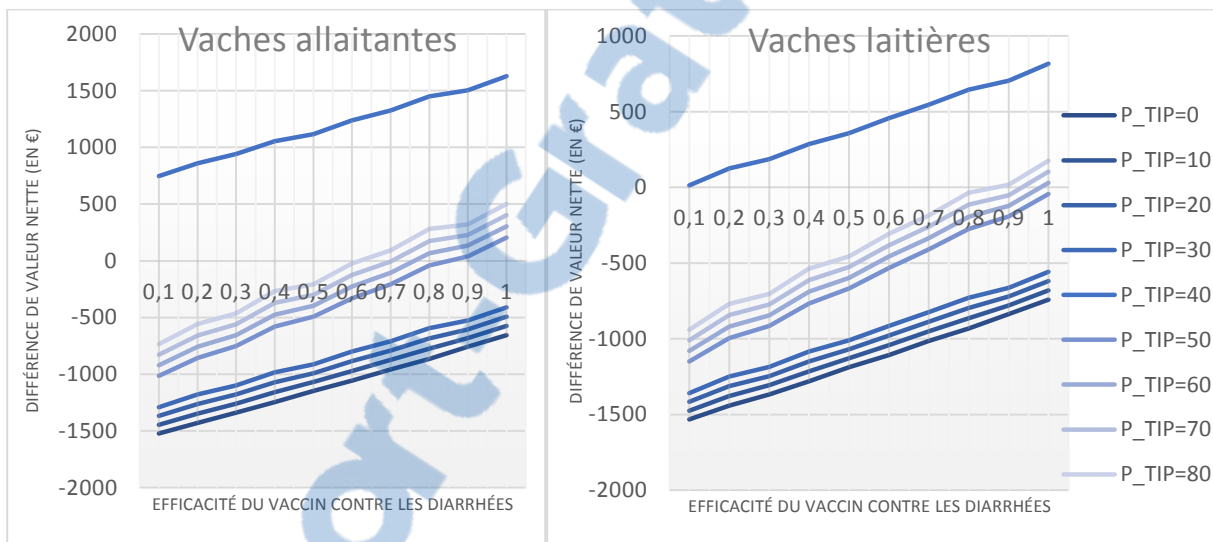 Vaches allaitantes
DIFFÉRENCE DE VALEUR NETTE (EN €)
2000
1500
1000
500
0
-500
-1000
-1500
-2000
0,1 0,2 0,3 0,4 0,5 0,6 0,7 0,8 0,9 1
EFFICACITÉ DU VACCIN CONTRE LES DIARRHÉES
Vaches laitières
DIFFÉRENCE DE VALEUR NETTE (EN €)
1000
500
0
-500
-1000
-1500
-2000
0,1 0,2 0,3 0,4 0,5 0,6 0,7 0,8 0,9 1
EFFICACITÉ DU VACCIN CONTRE LES DIARRHÉES
P_TIP=0
P_TIP=10
P_TIP=20
P_TIP=30
P_TIP=40
P_TIP=50
P_TIP=60
P_TIP=70
P_TIP=80